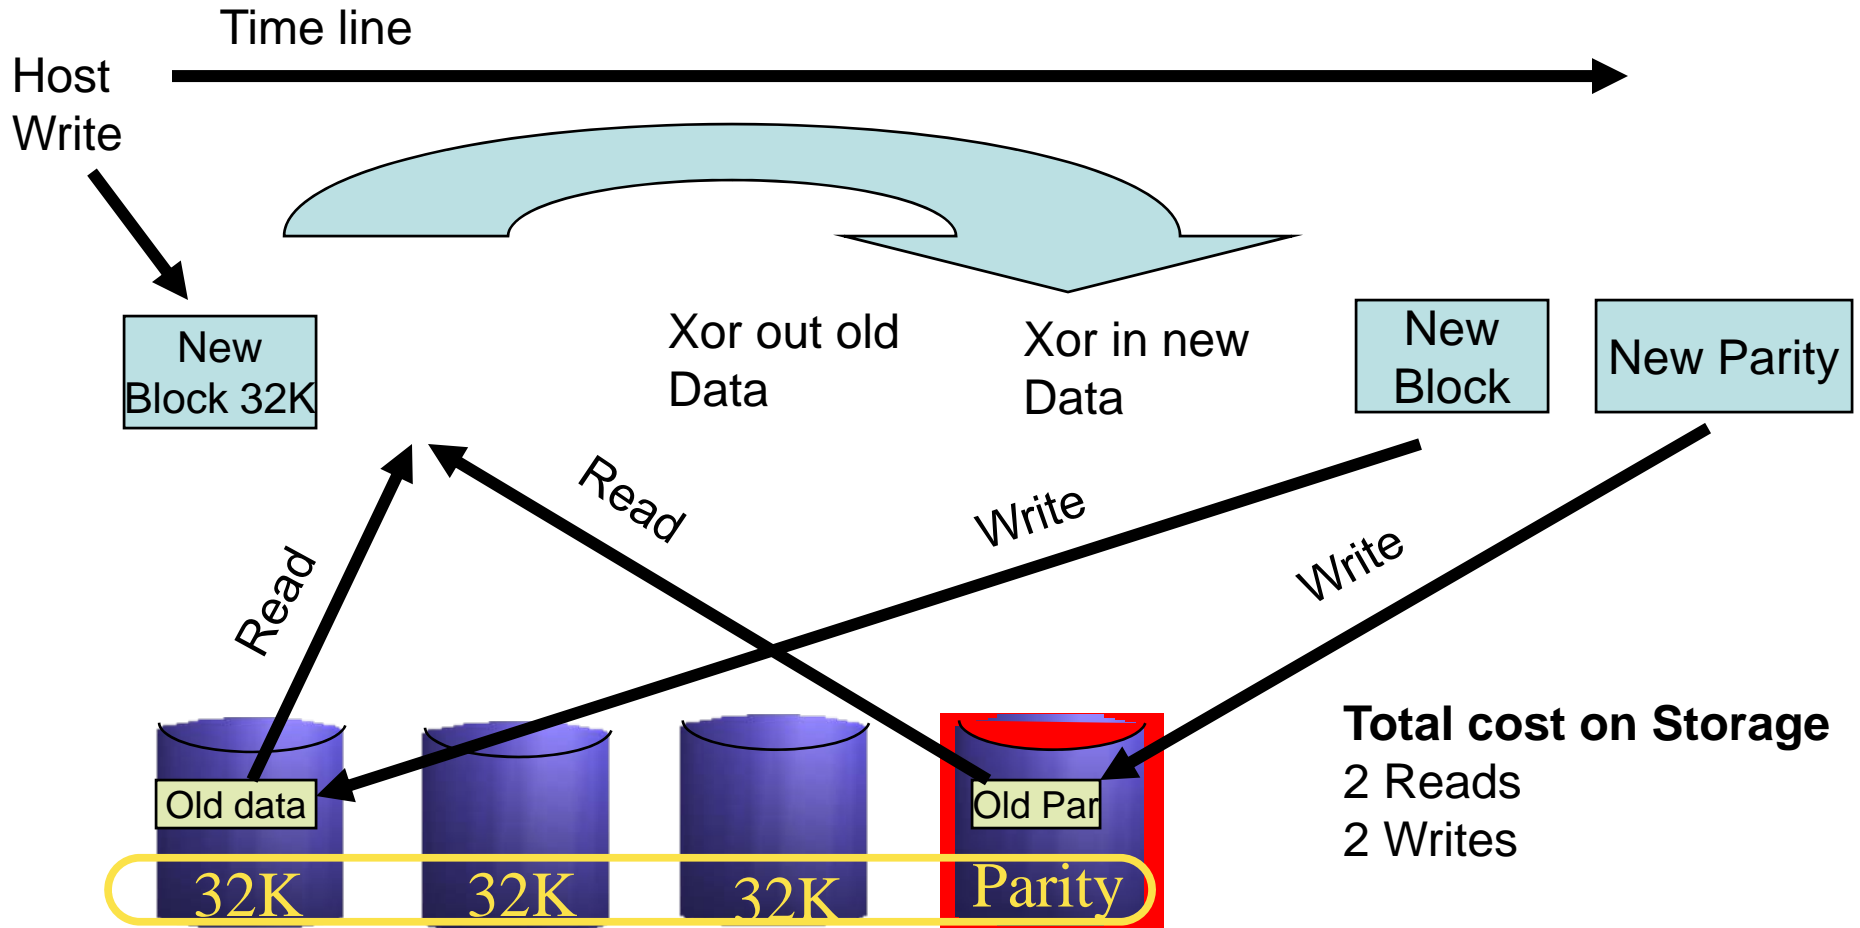 Time line
Host
Write
New
Block 32K
Xor out old
Data
Xor in new
Data
New
Block
New Parity
Read
Read
Write
Write
Old data
Old Par
32K
32K
32K
Parity
Total cost on Storage
2 Reads
2 Writes